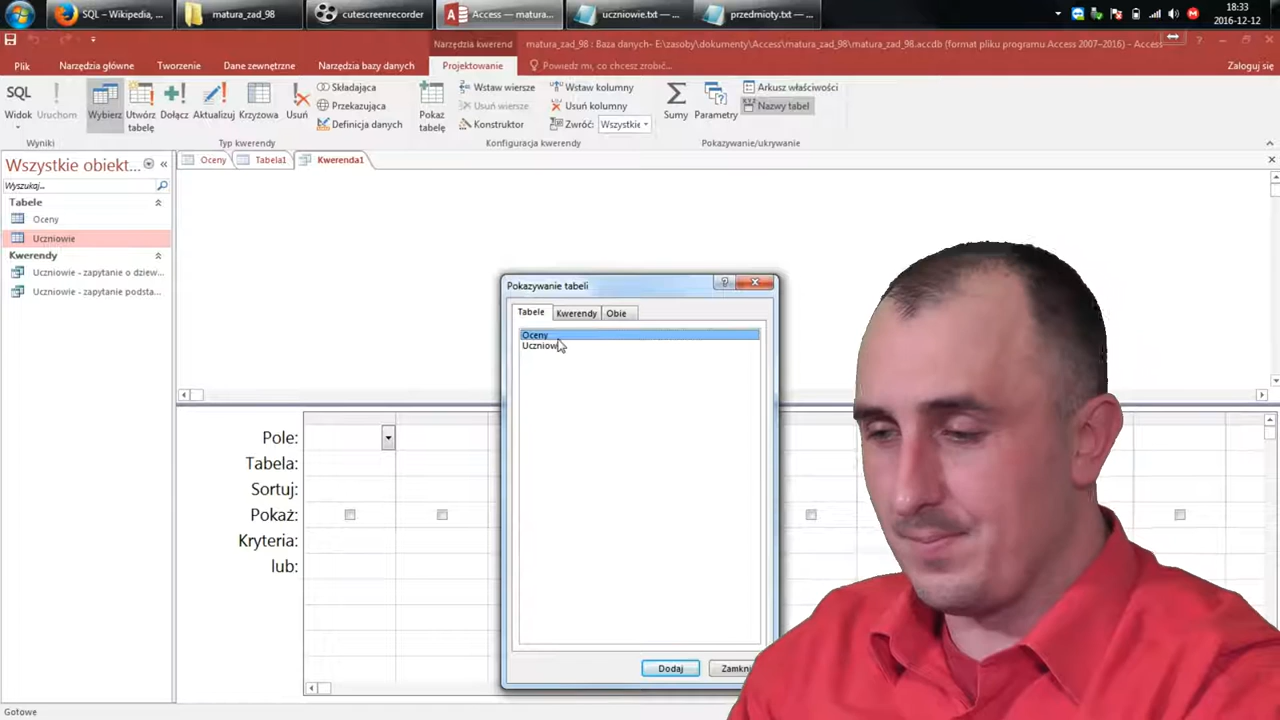 SQL – Wikipedia, ...
matura_zad_98
cutescreenrecorder
Access — matura...
uczniowie.txt — ...
przedmioty.txt — ...
18:33
2016-12-12
Narzędzia kwerend
matura_zad_98 : Baza danych- E:\zasoby\dokumenty\Access\matura_zad_98\matura_zad_98.accdb (format pliku programu Access 2007–2016) - Access
Plik
Narzędzia główne
Tworzenie
Dane zewnętrzne
Narzędzia bazy danych
Projektowanie
Powiedz mi, co chcesz zrobić...
Zaloguj się
SQL
Widok
Uruchom
Wybierz
Utwórz tabelę
Dołącz
Aktualizuj
Krzyżowa
Usuń
Składająca
Przekazująca
Definicja danych
Pokaż tabelę
Wstaw wiersze
Usuń wiersze
Konstruktor
Wstaw kolumny
Usuń kolumny
Zwróć:
Wszystkie
Sumy
Parametry
Arkusz właściwości
Nazwy tabel
Wyniki
Typ kwerendy
Konfiguracja kwerendy
Pokazywanie/ukrywanie
Wszystkie obiekt...
Wyszukaj...
Tabele
Oceny
Uczniowie
Kwerendy
Uczniowie - zapytanie o dziew...
Uczniowie - zapytanie podsta...
Oceny
Tabela1
Kwerenda1
Pokazywanie tabeli
Tabele
Kwerendy
Obie
Oceny
Uczniow
Dodaj
Zamkni
Pole:
Tabela:
Sortuj:
Pokaż:
Kryteria:
lub:
Gotowe